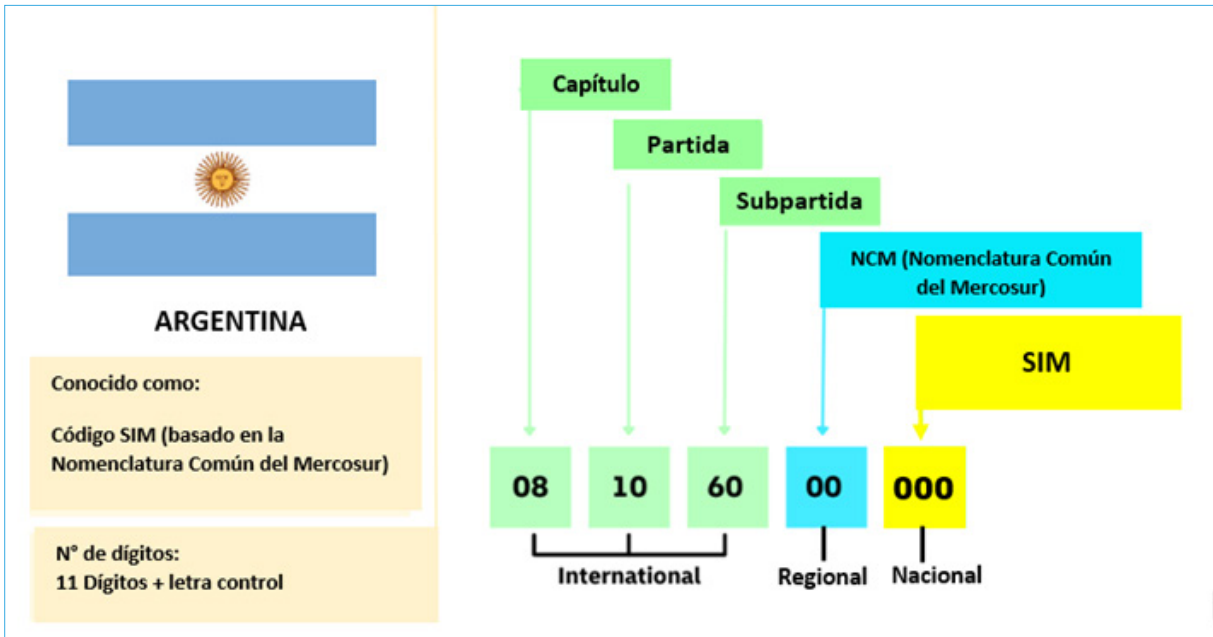 ARGENTINA
Conocido como:
Código SIM (basado en la
Nomenclatura Común del Mercosur)
N° de dígitos:
11 Dígitos + letra control
Capítulo
Partida
Subpartida
NCM (Nomenclatura Común
del Mercosur)
SIM
08 10 60 00 000
International Regional Nacional